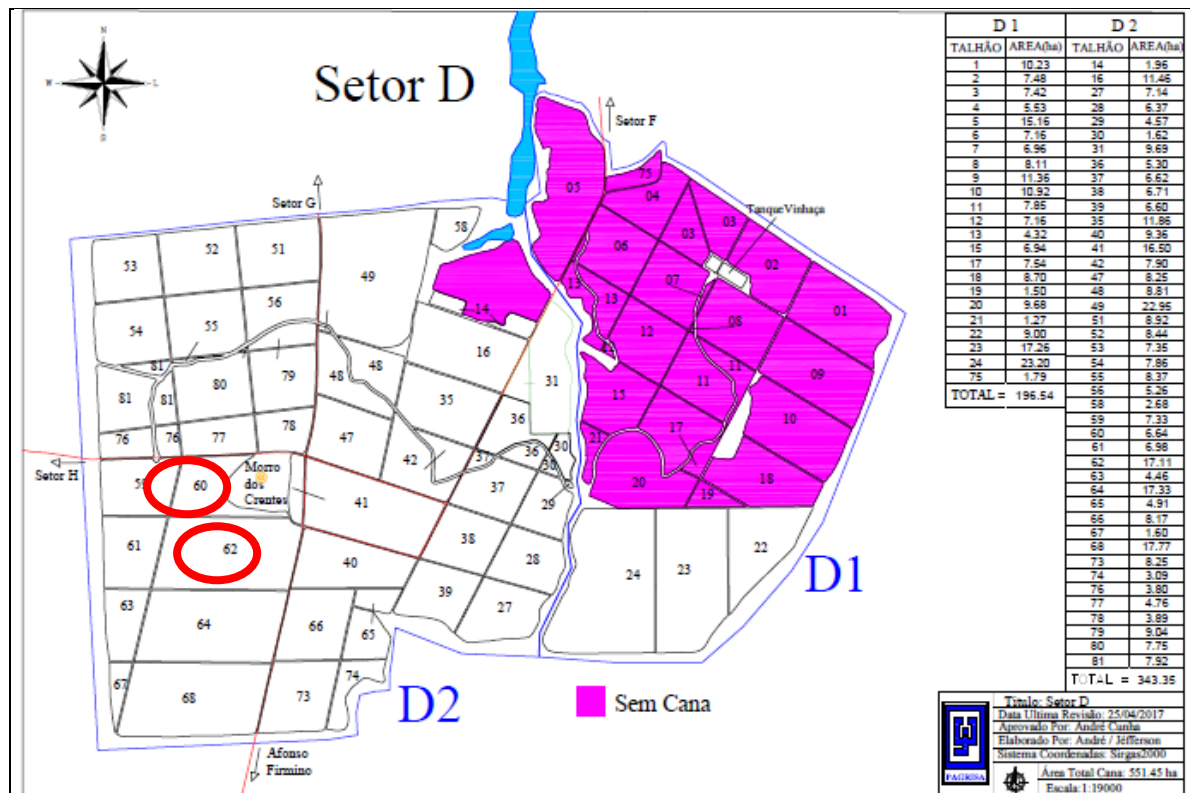 Setor D
N
W
L
S
Setor F
Setor G
Setor H
Tanque Vinhaça
Morro
dos
Crentes
Afonso
Firmino
D1
D2
Sem Cana
05
75
04
03
03
02
01
06
07
13
13
12
08
11
11
09
15
10
17
21
20
19
18
14
58
49
53
52
51
54
55
56
81
81
81
80
79
48
48
35
16
31
36
36
30
30
76
76
77
78
47
42
37
37
29
59
60
41
61
62
40
38
28
39
27
24
23
22
63
64
66
65
67
68
73
74
D 1 D 2
TALHÃO AREA(ha) TALHÃO AREA(ha)
1 10.23 14 1.96
2 7.48 16 11.46
3 7.42 27 7.14
4 5.53 28 6.37
5 15.16 29 4.57
6 7.16 30 1.62
7 6.96 31 9.69
8 8.11 36 5.30
9 11.36 37 6.62
10 10.92 38 6.71
11 7.85 39 6.60
12 7.16 35 11.86
13 4.32 40 9.36
15 6.94 41 16.50
17 7.54 42 7.90
18 8.70 47 8.25
19 1.50 48 8.81
20 9.68 49 22.95
21 1.27 51 8.92
22 9.00 52 8.44
23 17.26 53 7.35
24 23.20 54 7.86
75 1.79 55 8.37
TOTAL = 196.54 56 5.26
58 2.68
59 7.33
60 6.64
61 6.98
62 17.11
63 4.46
64 17.33
65 4.91
66 8.17
67 1.60
68 17.77
73 8.25
74 3.09
76 3.80
77 4.76
78 3.89
79 9.04
80 7.75
81 7.92
TOTAL = 343.35
Titulo: Setor D
Data Ultima Revisão: 25/04/2017
Aprovado Por: André Cunha
Elaborado Por: André / Jéfferson
Sistema Coordenadas: Sirgas2000
PAGRISA
Área Total Cana: 551.45 ha
Escala:1:19000